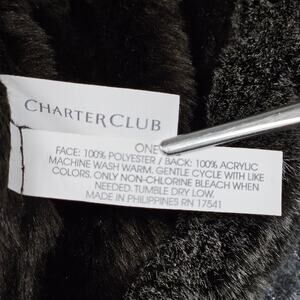 CHARTER CLUB
ONE
FACE: 100% POLYESTER / BACK: 100% ACRYLIC
MACHINE WASH WARM. GENTLE CYCLE WITH LIKE
COLORS. ONLY NON-CHLORINE BLEACH WHEN
NEEDED. TUMBLE DRY LOW.
MADE IN PHILIPPINES RN 17541